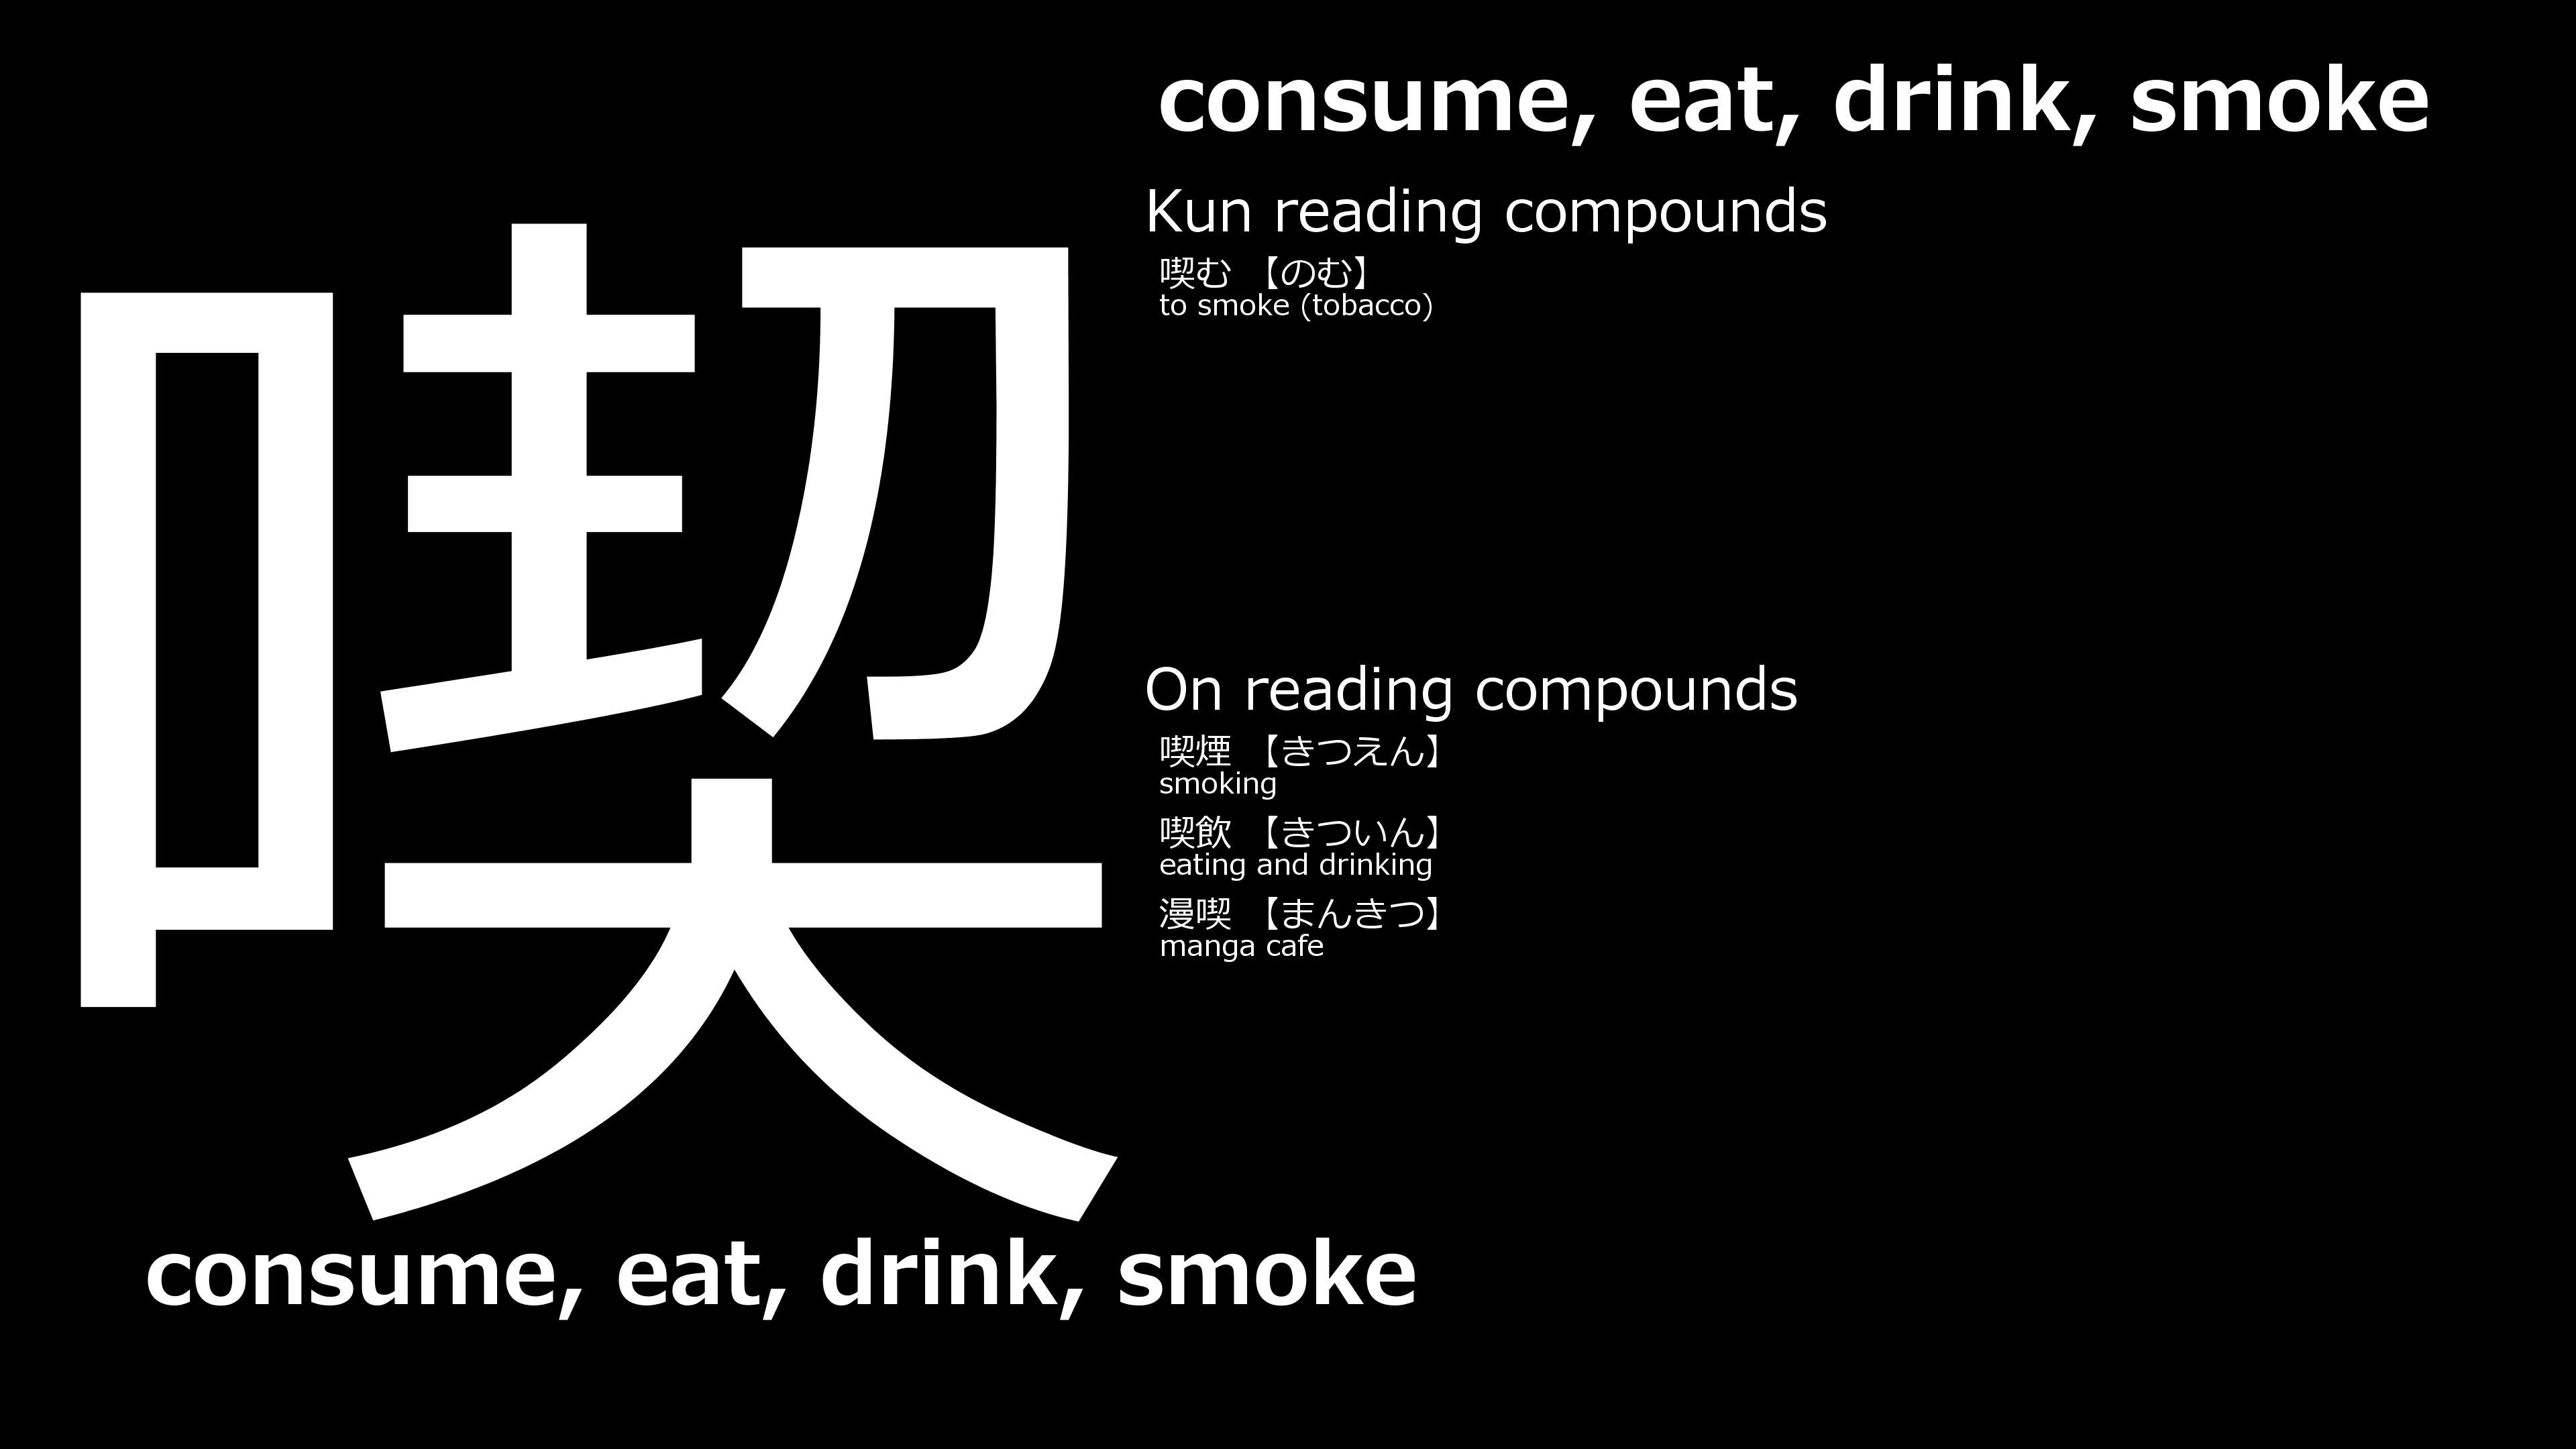 喫
consume, eat, drink, smoke
consume, eat, drink, smoke
Kun reading compounds
喫む 【のむ】
to smoke (tobacco)
On reading compounds
喫煙 【きつえん】
smoking
喫飲 【きついん】
eating and drinking
漫喫 【まんきつ】
manga cafe